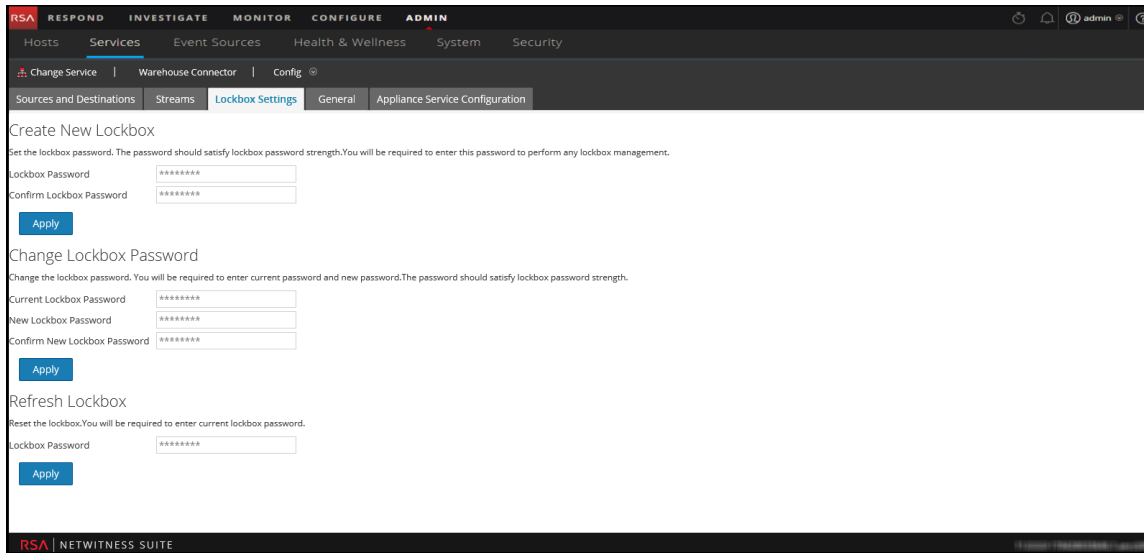 RSA RESPOND INVESTIGATE MONITOR CONFIGURE ADMIN admin
Hosts Services Event Sources Health & Wellness System Security
Change Service | Warehouse Connector | Config
Sources and Destinations Streams Lockbox Settings General Appliance Service Configuration
Create New Lockbox
Set the lockbox password. The password should satisfy lockbox password strength.You will be required to enter this password to perform any lockbox management.
Lockbox Password ********
Confirm Lockbox Password ********
Apply
Change Lockbox Password
Change the lockbox password. You will be required to enter current password and new password.The password should satisfy lockbox password strength.
Current Lockbox Password ********
New Lockbox Password ********
Confirm New Lockbox Password ********
Apply
Refresh Lockbox
Reset the lockbox.You will be required to enter current lockbox password.
Lockbox Password ********
Apply
RSA | NETWITNESS SUITE